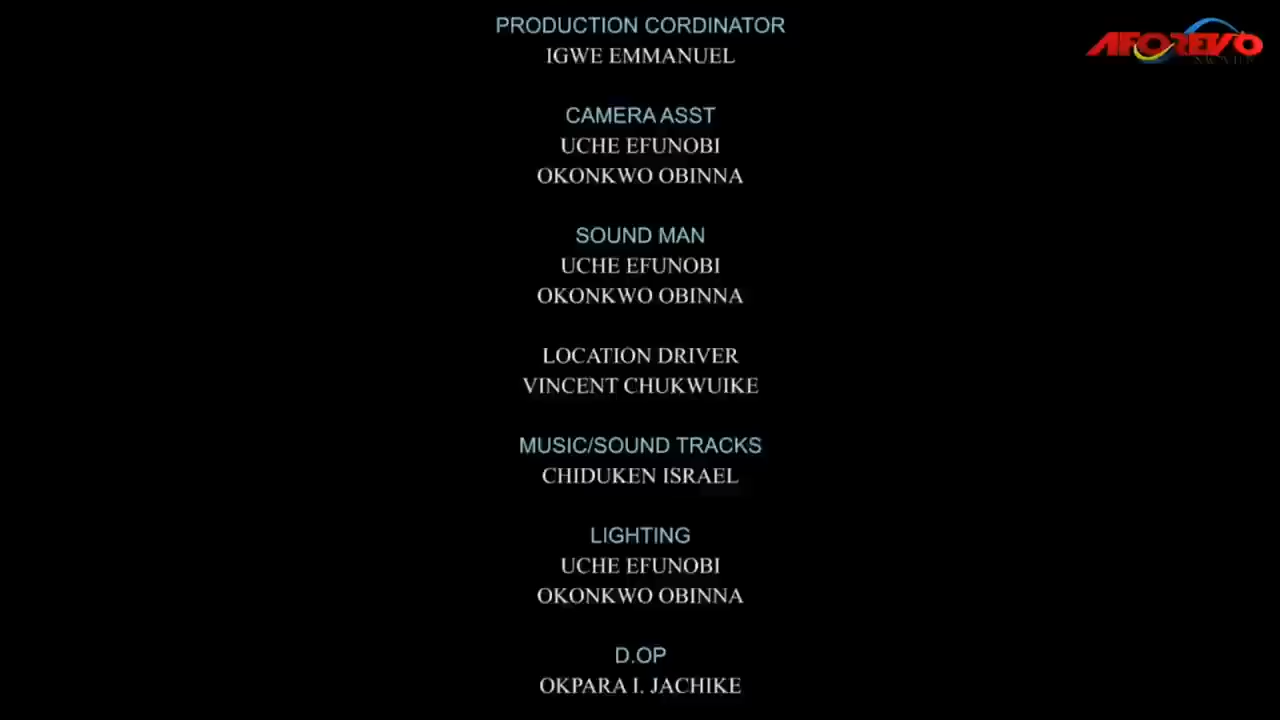 PRODUCTION CORDINATOR
IGWE EMMANUEL
AFOREVO
CAMERA ASST
UCHE EFUNOBI
OKONKWO OBINNA
SOUND MAN
UCHE EFUNOBI
OKONKWO OBINNA
LOCATION DRIVER
VINCENT CHUKWUIKE
MUSIC/SOUND TRACKS
CHIDUKEN ISRAEL
LIGHTING
UCHE EFUNOBI
OKONKWO OBINNA
D.OP
OKPARA I. JACHIKE